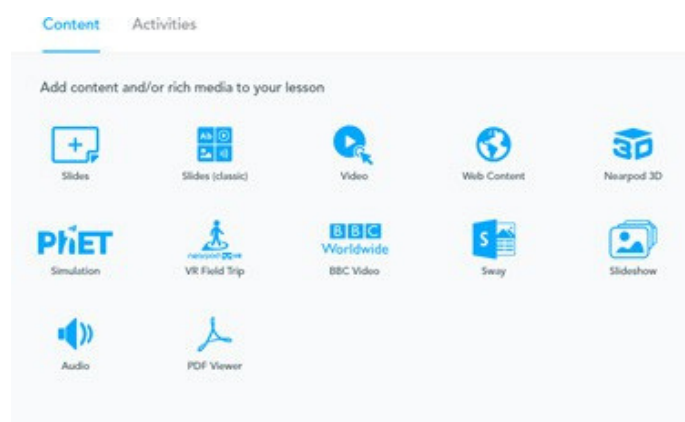 Content Activities
Add content and/or rich media to your lesson
Slides Slides (classic) Video Web Content Nearpod 3D
PhET BBC
Worldwide
Simulation VR Field Trip BBC Video Sway Slideshow
Audio PDF Viewer